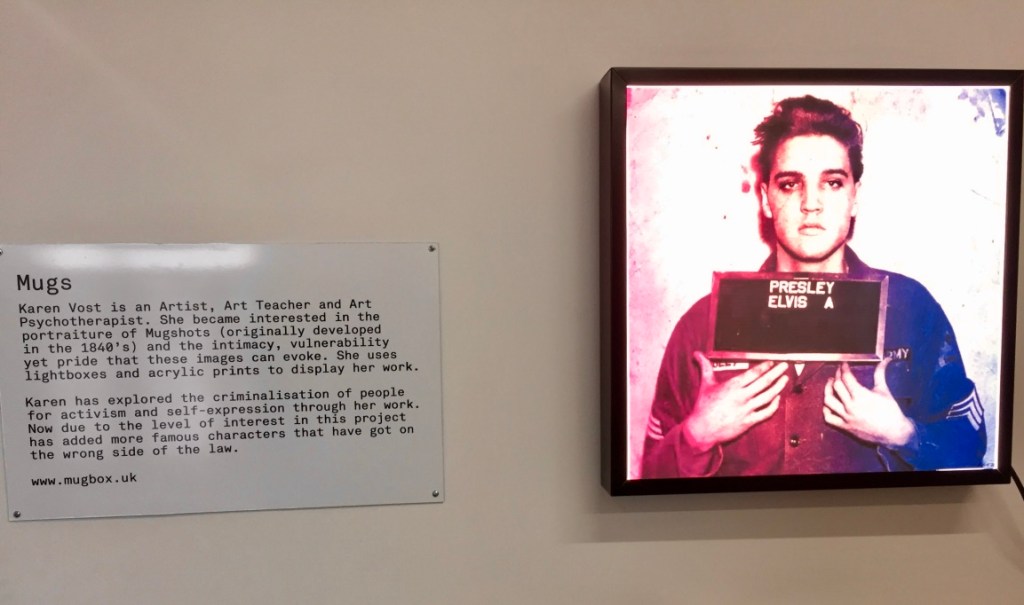 Mugs
Karen Vost is an Artist, Art Teacher and Art
Psychotherapist. She became interested in the
portraiture of Mugshots (originally developed
in the 1840's) and the intimacy, vulnerability
yet pride that these images can evoke. She uses
lightboxes and acrylic prints to display her work.
Karen has explored the criminalisation of people
for activism and self-expression through her work.
Now due to the level of interest in this project
has added more famous characters that have got on
the wrong side of the law.
www.mugbox.uk
PRESLEY
ELVIS A